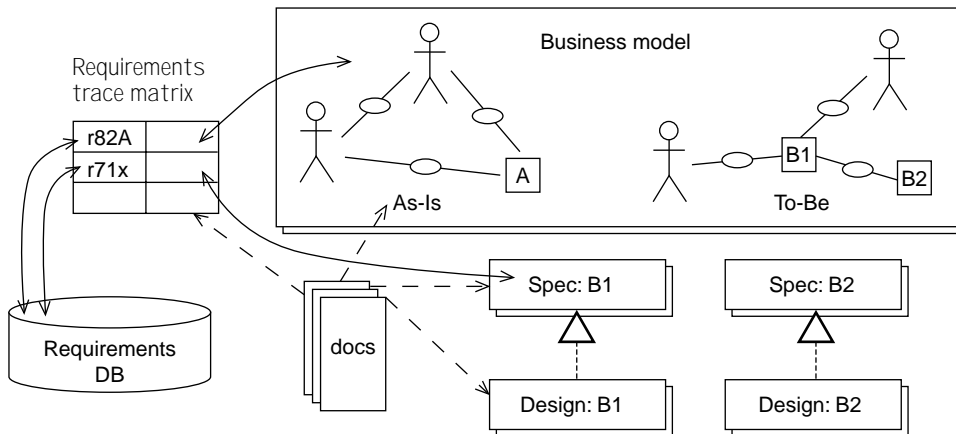 Business model
Requirements
trace matrix
r82A
r71x
A
B1
B2
As-Is
To-Be
Spec: B1
Spec: B2
Requirements
DB
docs
Design: B1
Design: B2